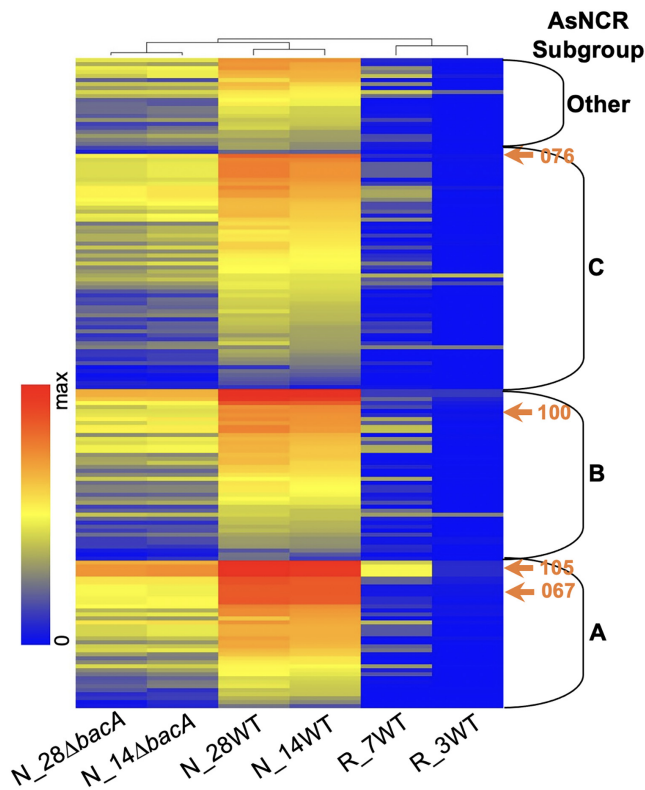 AsNCR
Subgroup
Other
076
C
max
100
B
105
067
0
A
N_28ΔbacA
N_14ΔbacA
N_28WT
N_14WT
R_7WT
R_3WT